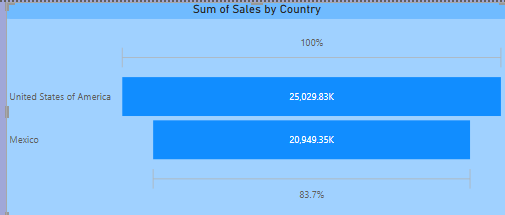 Sum of Sales by Country
100%
United States of America
25,029.83K
Mexico
20,949.35K
83.7%